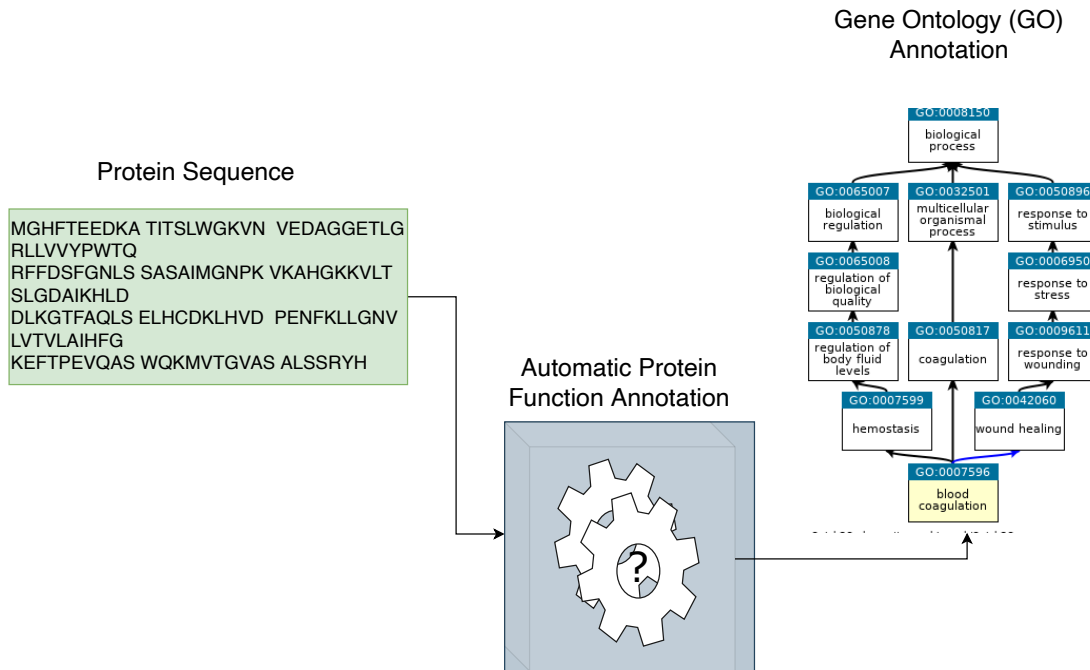 Gene Ontology (GO)
Annotation
Protein Sequence
MGHFTEEDKA TITSLWGKVN  VEDAGGETLG
RLLVVYPWTQ
RFFDSFGNLS SASAIMGNPK VKAHGKKVLT
SLGDAIKHLD
DLKGTFAQLS ELHCDKLHVD  PENFKLLGNV
LVTVLAIHFG
KEFTPEVQAS WQKMVTGVAS ALSSRYH
Automatic Protein
Function Annotation
?
GO:0008150
biological
process
GO:0065007
biological
regulation
GO:0032501
multicellular
organismal
process
GO:0050896
response to
stimulus
GO:0065008
regulation of
biological
quality
GO:0006950
response to
stress
GO:0050878
regulation of
body fluid
levels
GO:0050817
coagulation
GO:0009611
response to
wounding
GO:0007599
hemostasis
GO:0042060
wound healing
GO:0007596
blood
coagulation